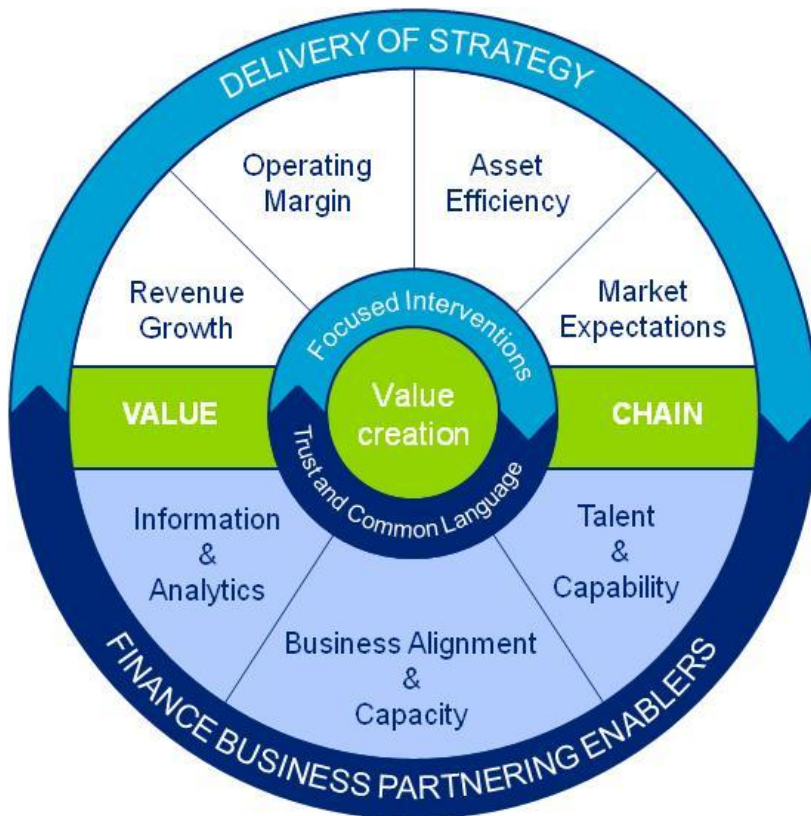 DELIVERY OF STRATEGY
Operating
Margin
Asset
Efficiency
Revenue
Growth
Market
Expectations
Focused Interventions
VALUE
Value
creation
CHAIN
Trust and Common Language
Information
&
Analytics
Talent
&
Capability
Business Alignment
&
Capacity
FINANCE BUSINESS PARTNERING ENABLERS